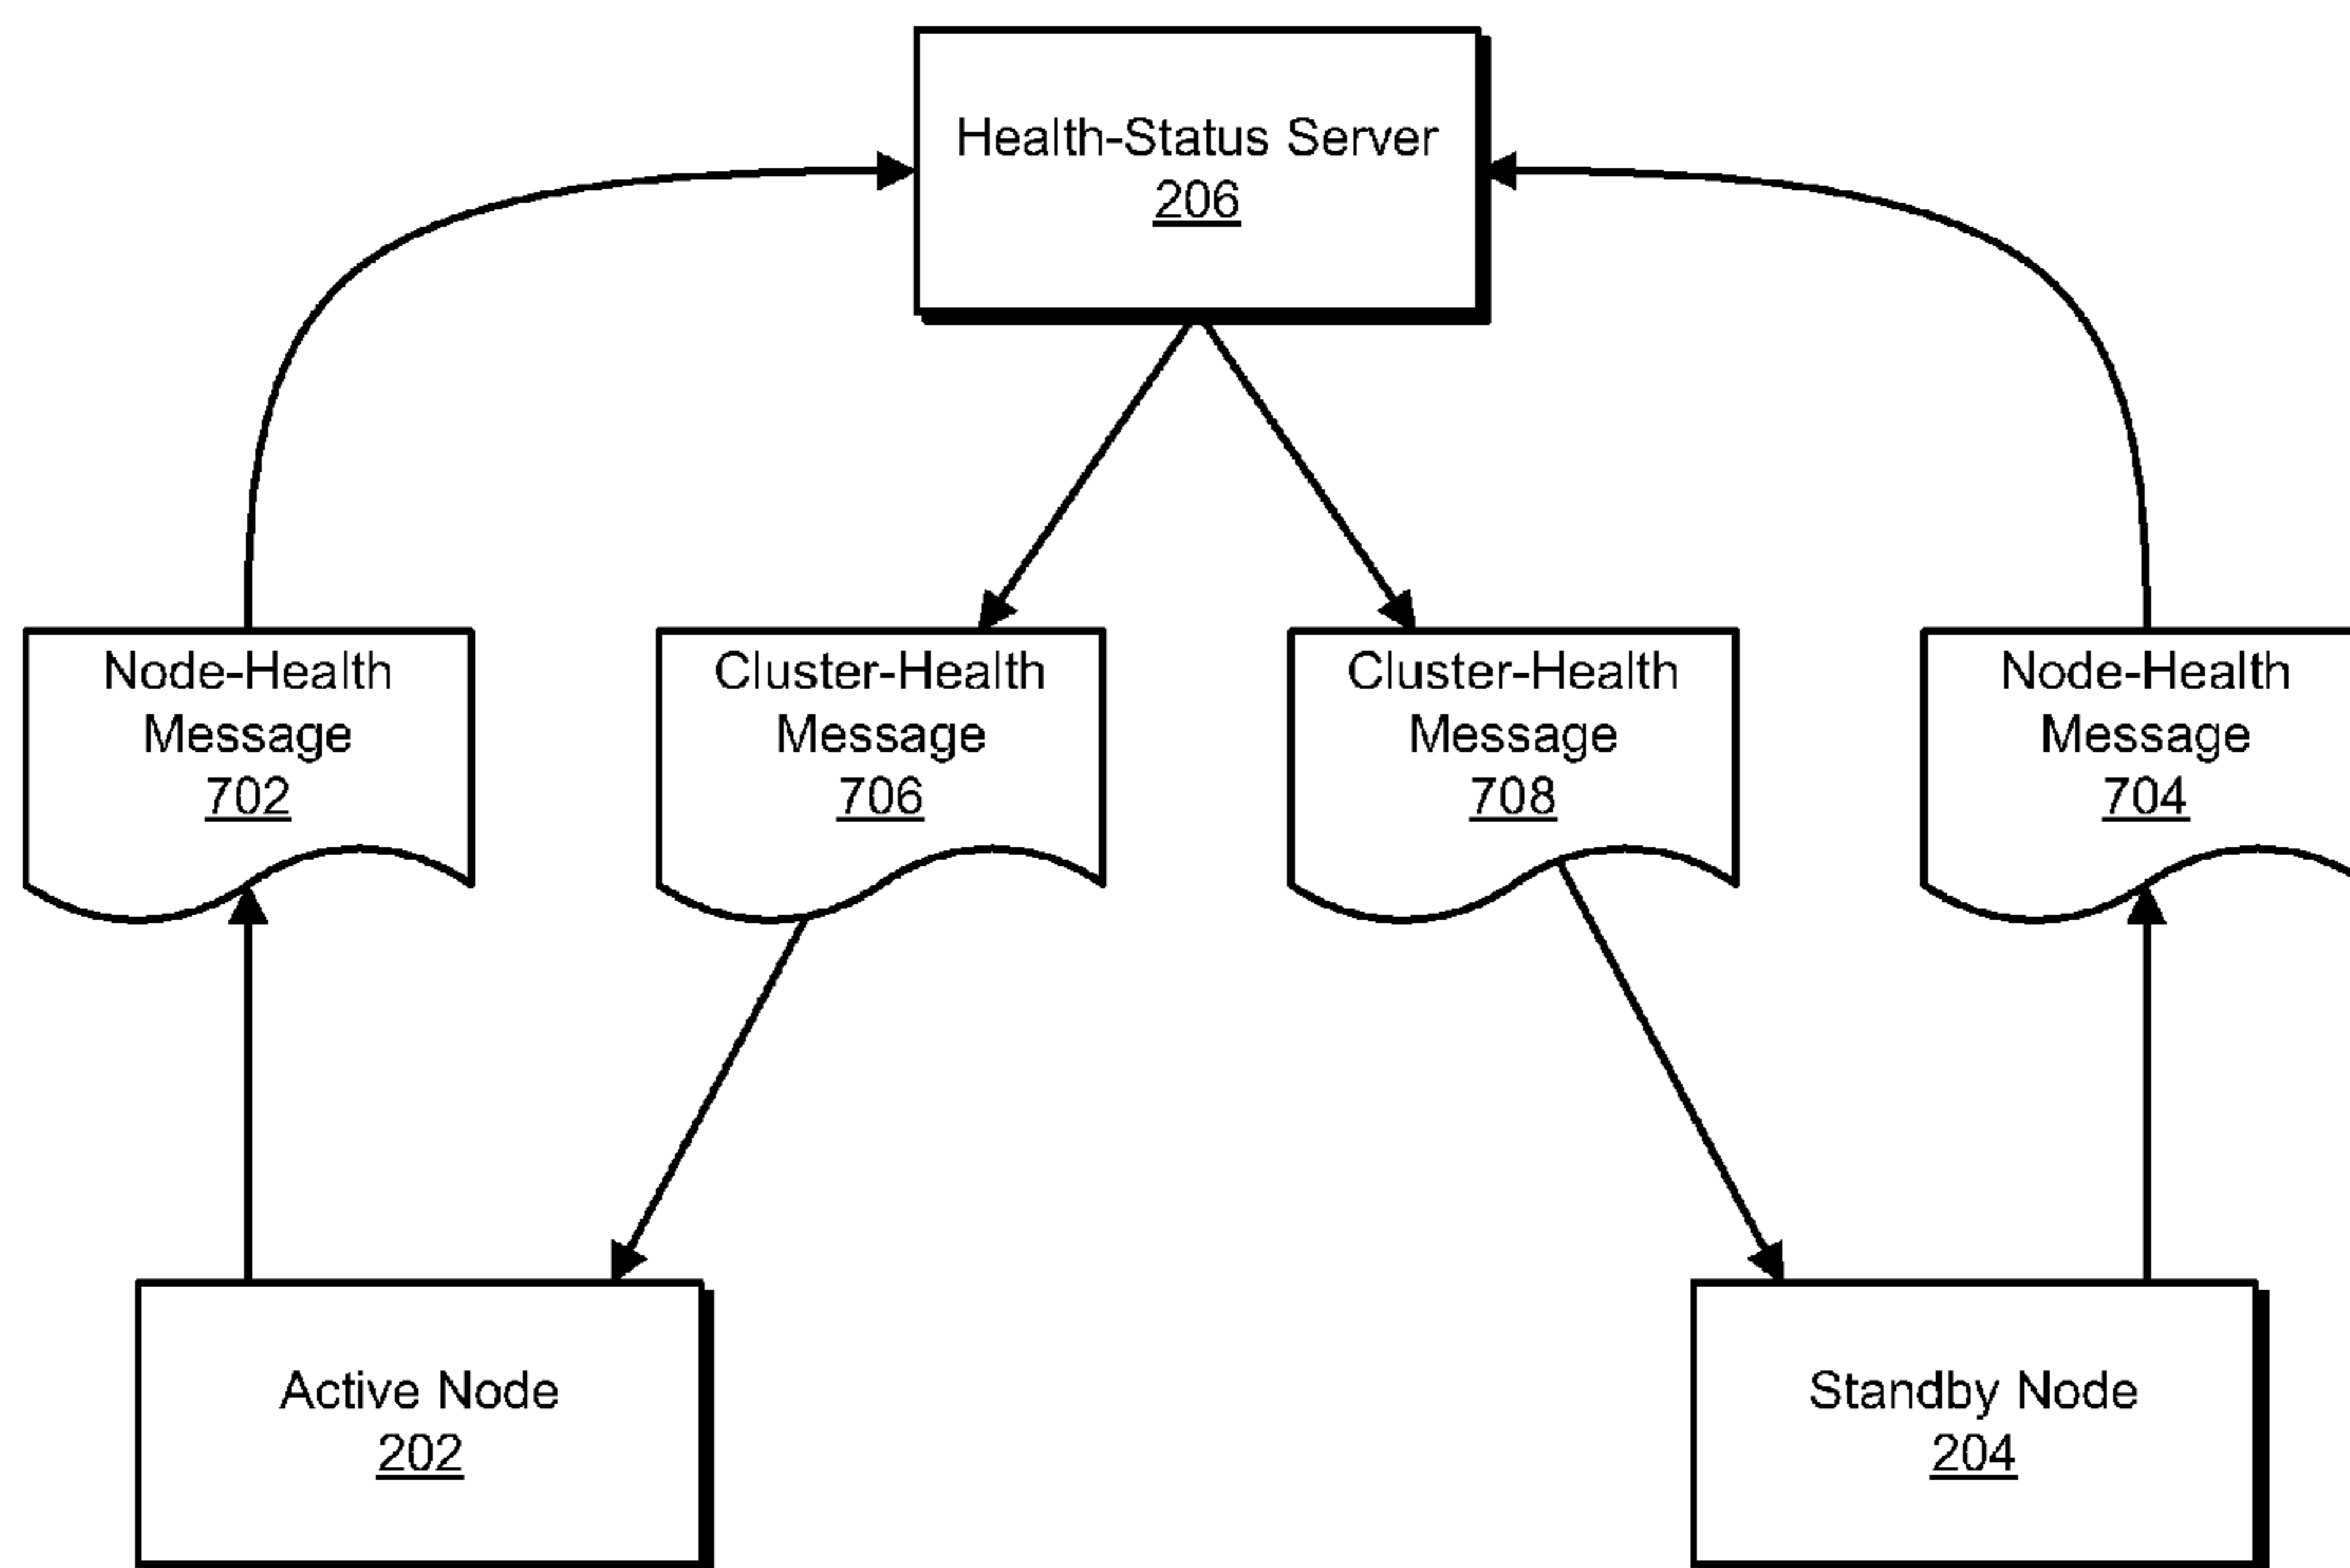 Health-Status Server
206
Node-Health
Message
702
Cluster-Health
Message
706
Cluster-Health
Message
708
Node-Health
Message
704
Active Node
202
Standby Node
204